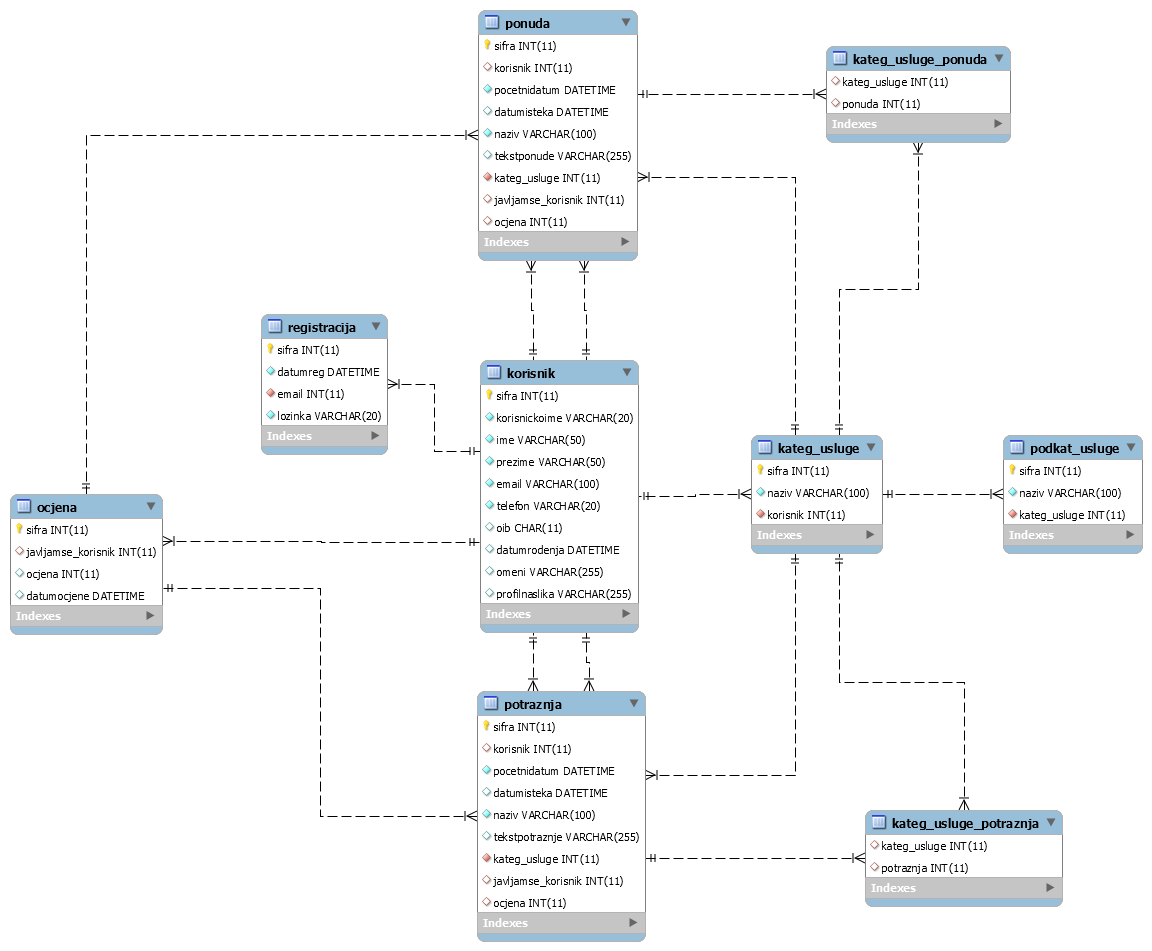 ponuda
sifra INT(11)
korisnik INT(11)
pocetnidatum DATETIME
datumisteka DATETIME
naziv VARCHAR(100)
tekstponude VARCHAR(255)
kateg_usluge INT(11)
javljamse_korisnik INT(11)
ocjena INT(11)
Indexes
kateg_usluge_ponuda
kateg_usluge INT(11)
ponuda INT(11)
Indexes
registracija
sifra INT(11)
datumreg DATETIME
email INT(11)
lozinka VARCHAR(20)
Indexes
korisnik
sifra INT(11)
korisnickoime VARCHAR(20)
ime VARCHAR(50)
prezime VARCHAR(50)
email VARCHAR(100)
telefon VARCHAR(20)
oib CHAR(11)
datumrodenja DATETIME
omeni VARCHAR(255)
profilnaslika VARCHAR(255)
Indexes
kateg_usluge
sifra INT(11)
naziv VARCHAR(100)
korisnik INT(11)
Indexes
podkat_usluge
sifra INT(11)
naziv VARCHAR(100)
kateg_usluge INT(11)
Indexes
ocjena
sifra INT(11)
javljamse_korisnik INT(11)
ocjena INT(11)
datumocjene DATETIME
Indexes
potraznja
sifra INT(11)
korisnik INT(11)
pocetnidatum DATETIME
datumisteka DATETIME
naziv VARCHAR(100)
tekstpotraznje VARCHAR(255)
kateg_usluge INT(11)
javljamse_korisnik INT(11)
ocjena INT(11)
Indexes
kateg_usluge_potraznja
kateg_usluge INT(11)
potraznja INT(11)
Indexes